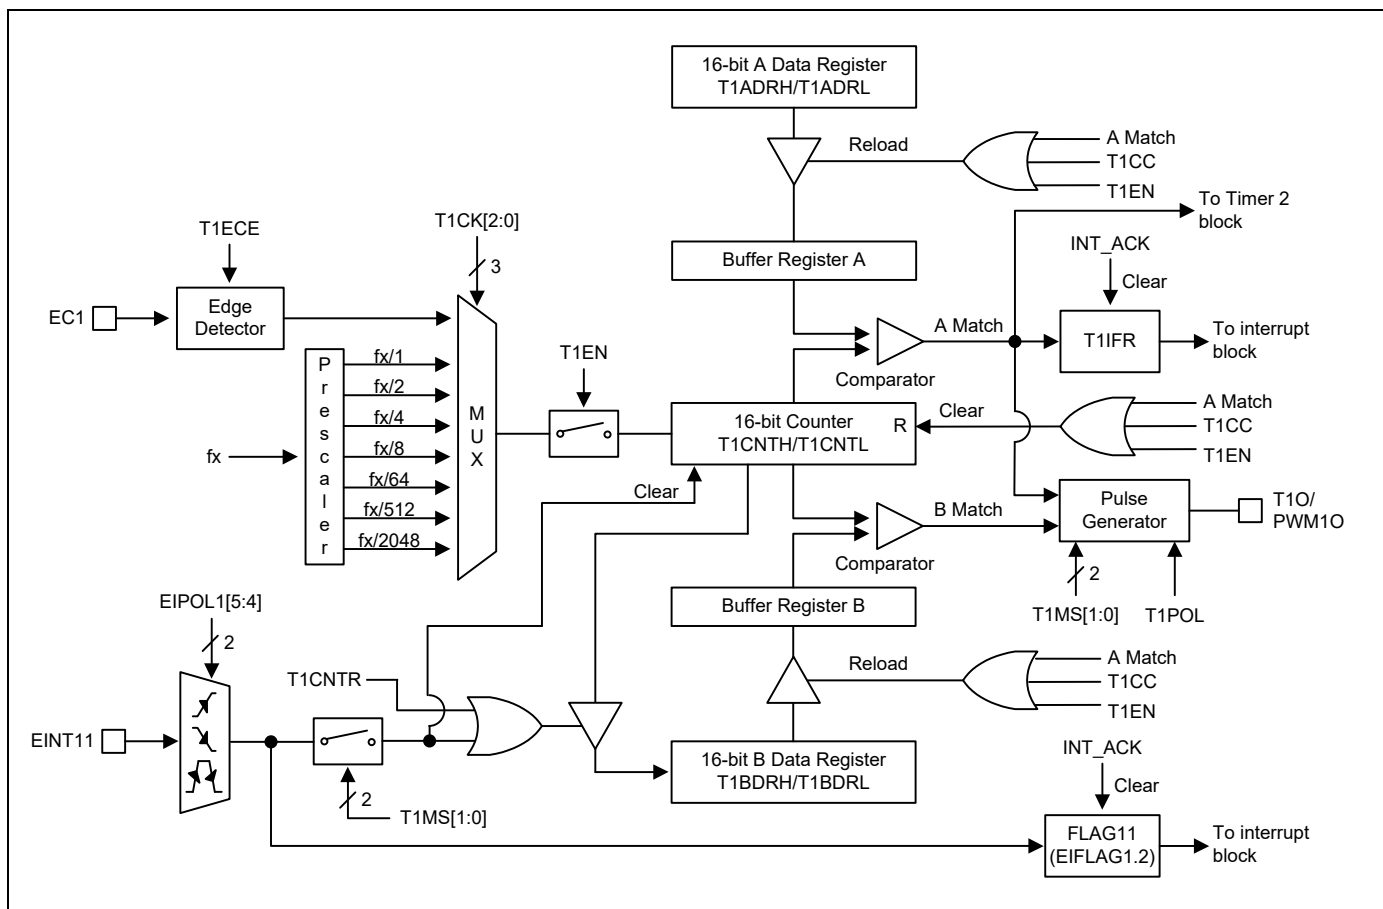 16-bit A Data Register
T1ADRH/T1ADRL
Reload
A Match
T1CC
T1EN
To Timer 2
block
T1ECE
T1CK[2:0]
3
Buffer Register A
INT_ACK
Clear
EC1
Edge
Detector
A Match
T1IFR
To interrupt
block
Comparator
Prescaler
fx/1
fx/2
fx/4
fx/8
fx/64
fx/512
fx/2048
fx
MUX
T1EN
16-bit Counter
T1CNTH/T1CNTL
R
Clear
A Match
T1CC
T1EN
Clear
B Match
Pulse
Generator
T1O/
PWM1O
Comparator
2
T1MS[1:0]
T1POL
EIPOL1[5:4]
2
Buffer Register B
Reload
A Match
T1CC
T1EN
T1CNTR
EINT11
16-bit B Data Register
T1BDRH/T1BDRL
2
T1MS[1:0]
INT_ACK
Clear
FLAG11
(EIFLAG1.2)
To interrupt
block